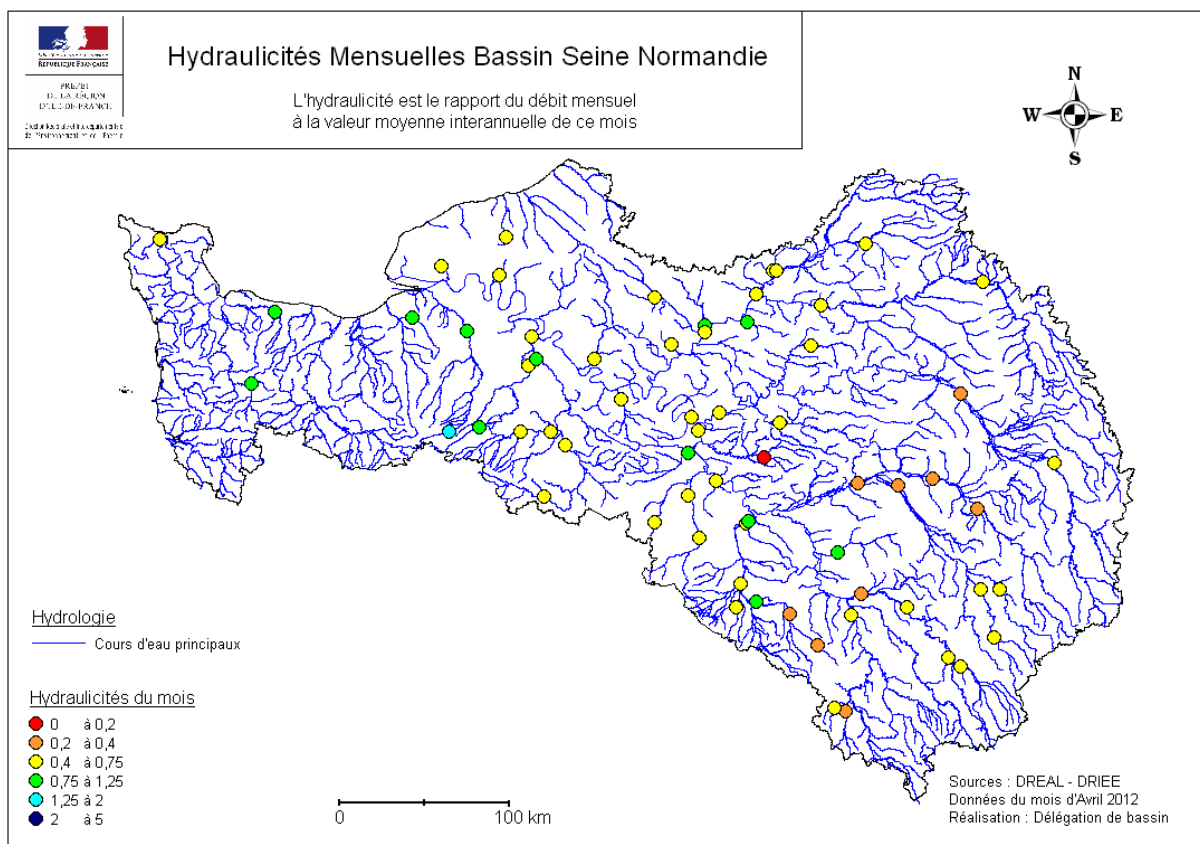 RÉPUBLIQUE FRANÇAISE
PRÉFET
DE LA RÉGION
D'ILE-DE-FRANCE
Hydraulicités Mensuelles Bassin Seine Normandie
L'hydraulicité est le rapport du débit mensuel
à la valeur moyenne interannuelle de ce mois
N
W E
S
Hydrologie
Cours d'eau principaux
Hydraulicités du mois
0 à 0,2
0,2 à 0,4
0,4 à 0,75
0,75 à 1,25
1,25 à 2
2 à 5
0 100 km
Sources : DREAL - DRIEE
Données du mois d'Avril 2012
Réalisation : Délégation de bassin